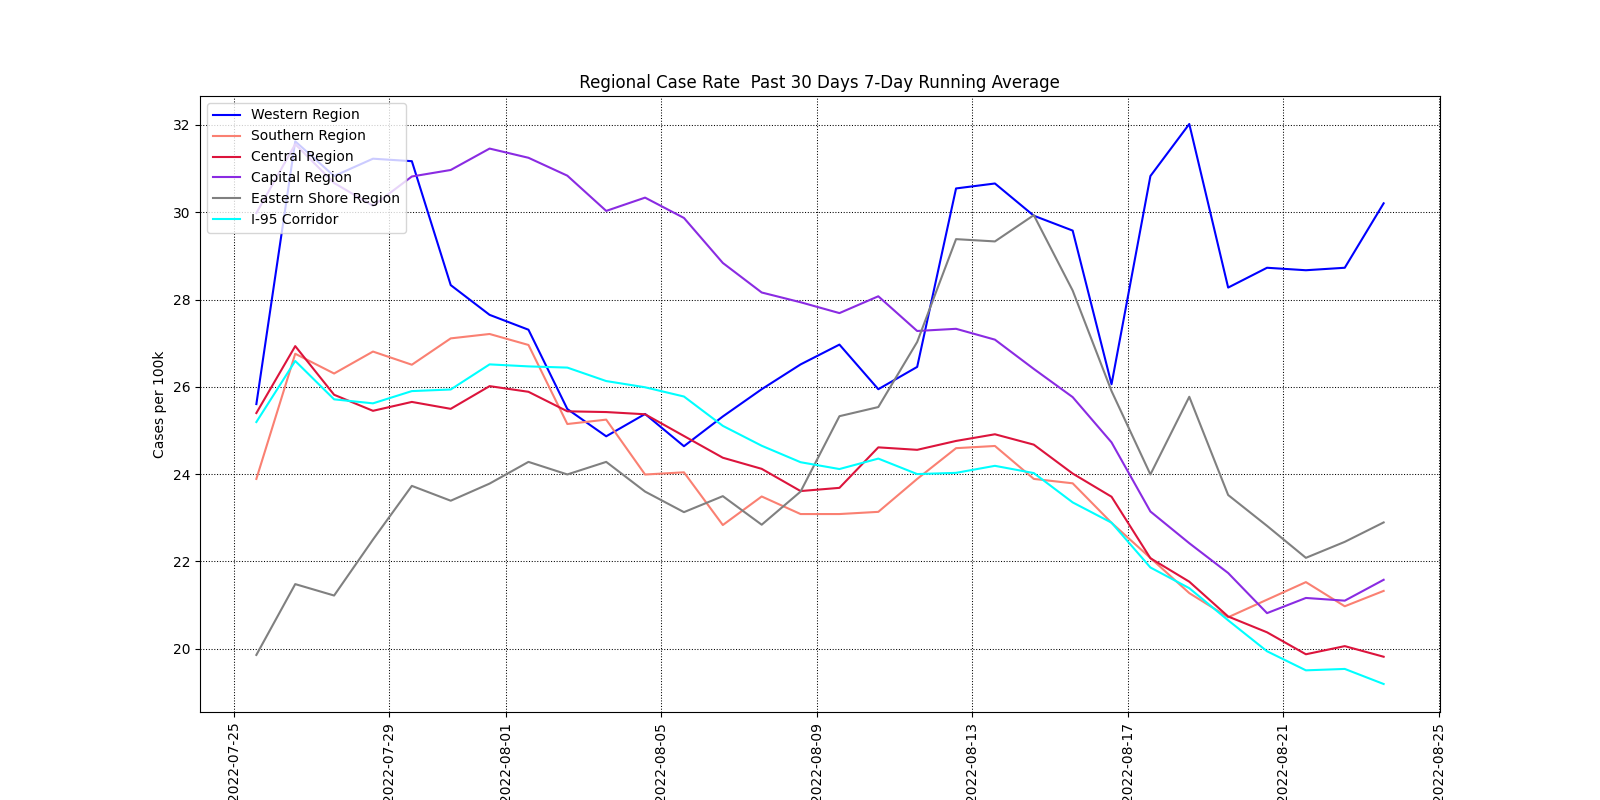 Regional Case Rate  Past 30 Days 7-Day Running Average
Western Region
Southern Region
Central Region
Capital Region
Eastern Shore Region
I-95 Corridor
Cases per 100k
32
30
28
26
24
22
20
2022-07-25
2022-07-29
2022-08-01
2022-08-05
2022-08-09
2022-08-13
2022-08-17
2022-08-21
2022-08-25